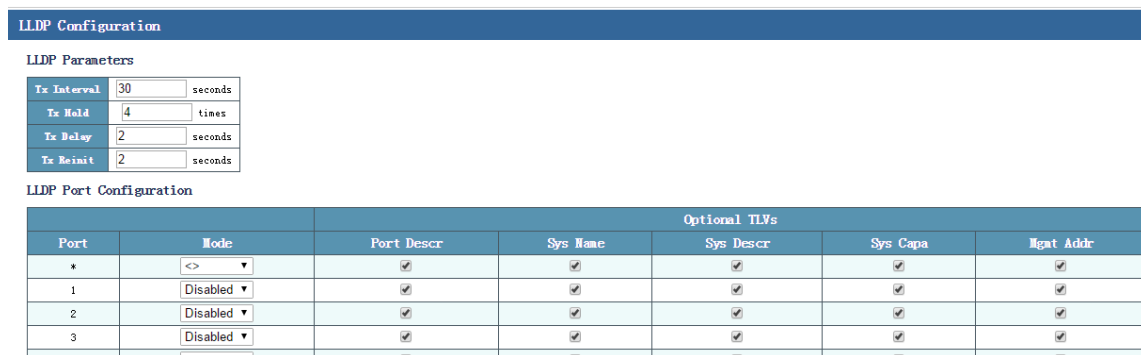 LLDP Configuration
LLDP Parameters
Tx Interval 30 seconds
Tx Hold 4 times
Tx Delay 2 seconds
Tx Reinit 2 seconds
LLDP Port Configuration
Optional TLVs
Port Mode Port Descr Sys Name Sys Descr Sys Capa Mgmt Addr
* <>
1 Disabled
2 Disabled
3 Disabled